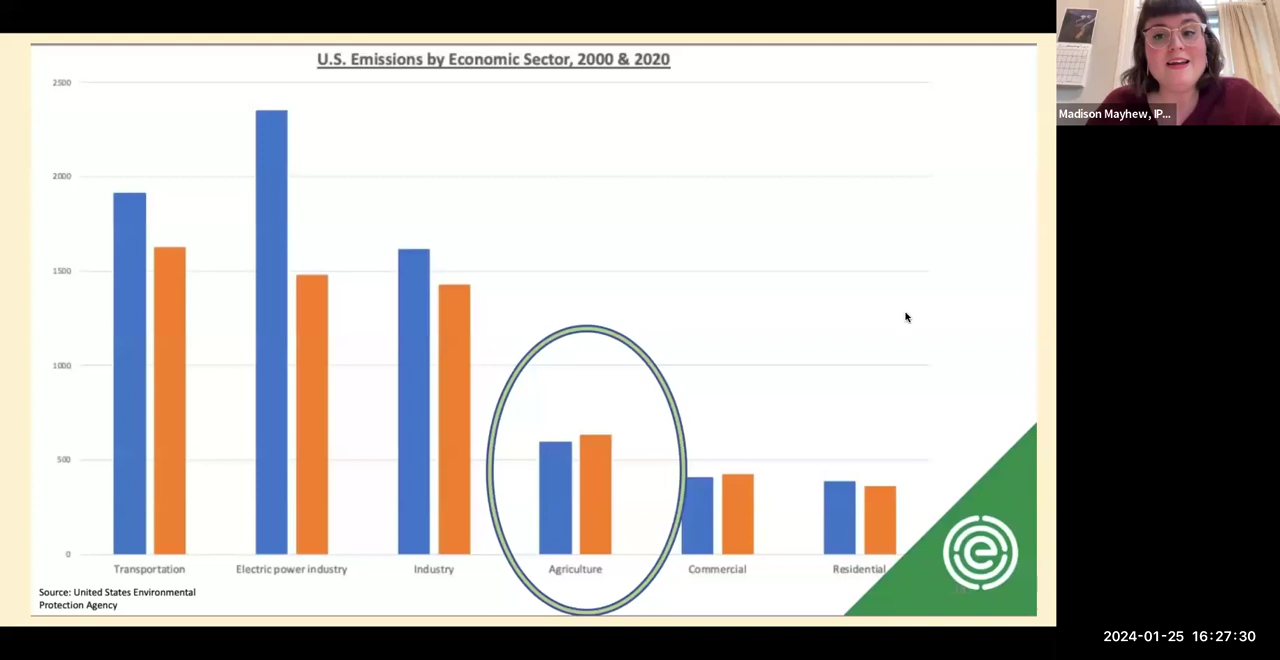 U.S. Emissions by Economic Sector, 2000 & 2020
2500
2000
1500
1000
500
0
Transportation
Electric power industry
Industry
Agriculture
Commercial
Residential
Source: United States Environmental
Protection Agency
Madison Mayhew, IP...
2024-01-25 16:27:30